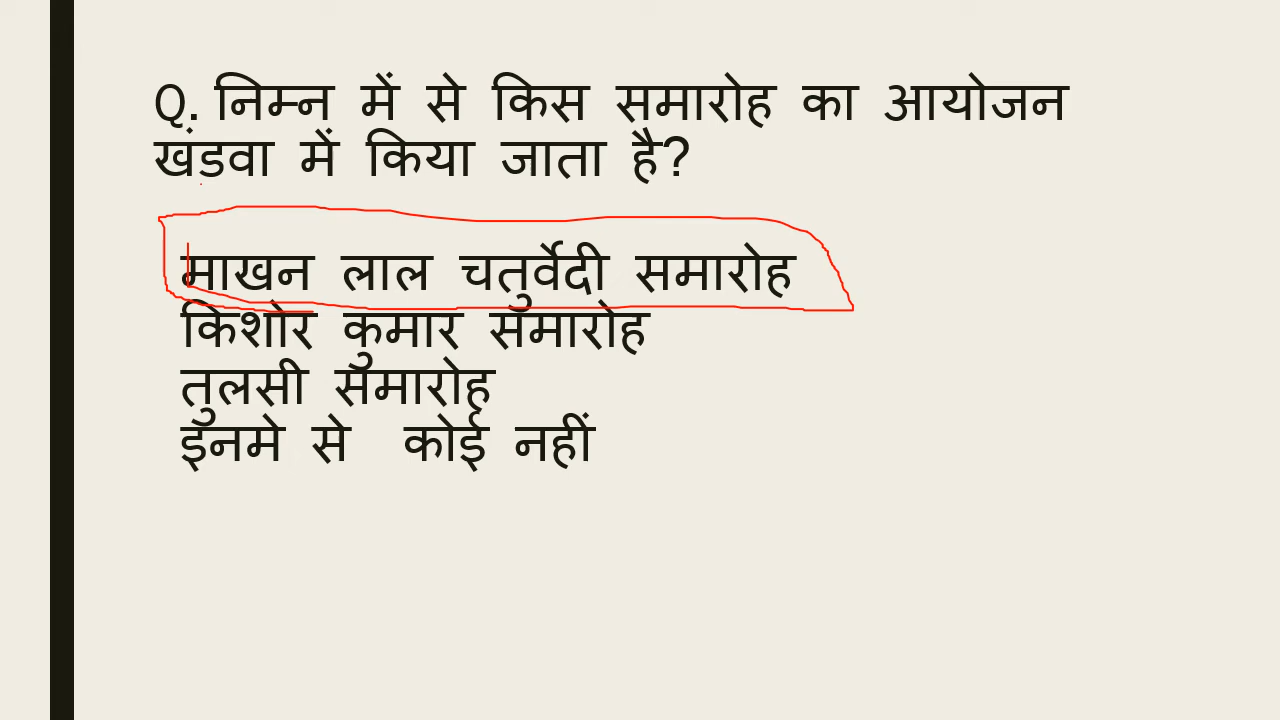 Q. निम्न में से किस समारोह का आयोजन
खंडवा में किया जाता है?
माखन लाल चतुर्वेदी समारोह
किशोर कुमार समारोह
तुलसी समारोह
इनमे से कोई नहीं